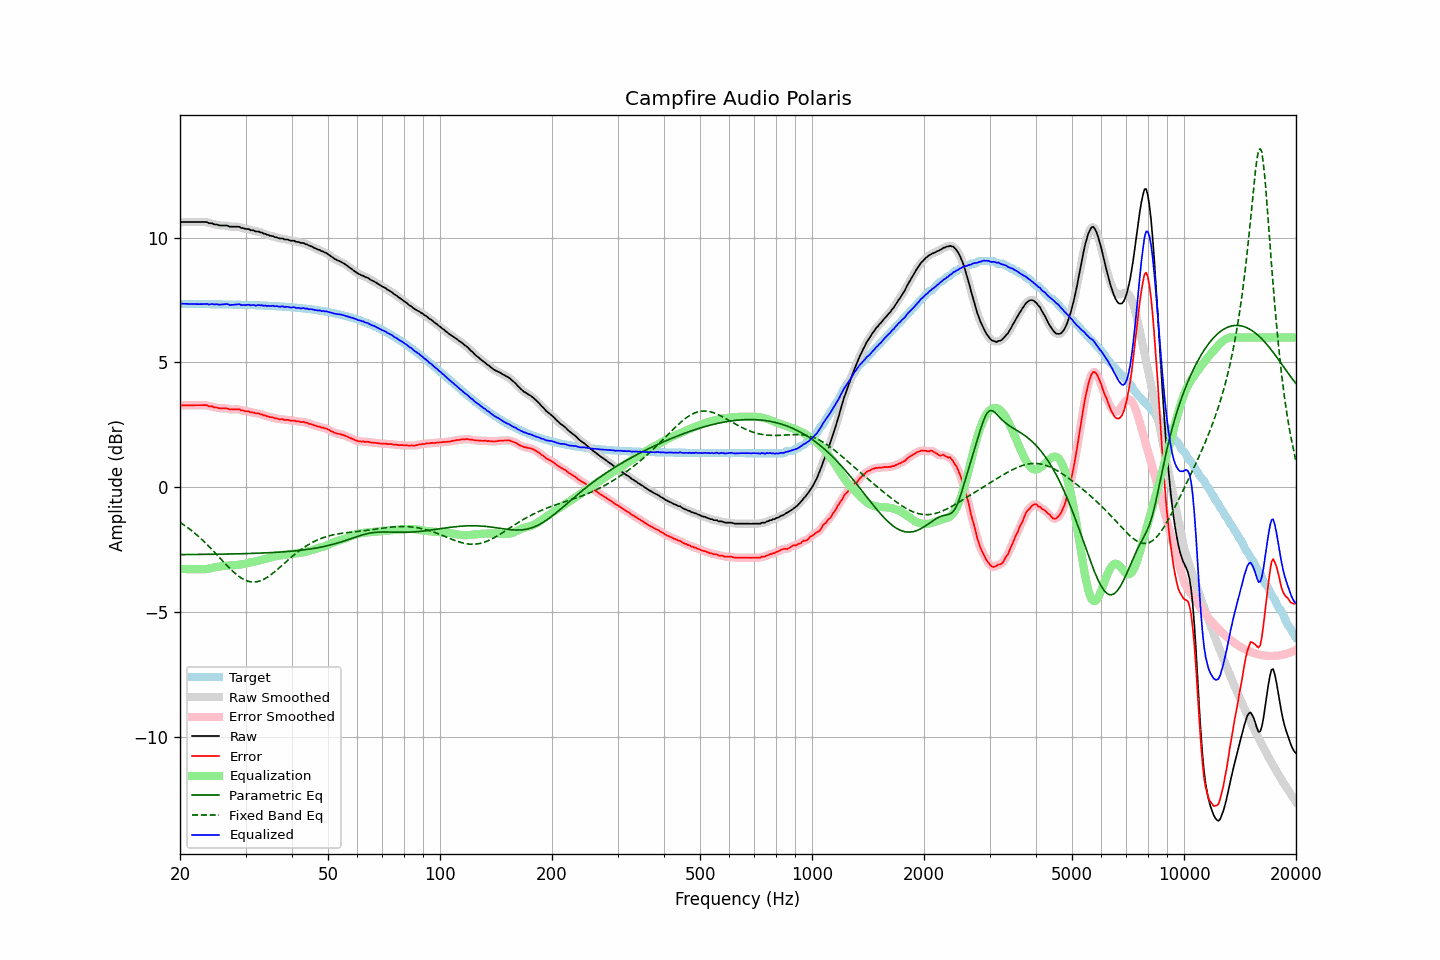 Campfire Audio Polaris
Amplitude (dBr)
10
5
0
−5
−10
Target
Raw Smoothed
Error Smoothed
Raw
Error
Equalization
Parametric Eq
Fixed Band Eq
Equalized
20 50 100 200 500 1000 2000 5000 10000 20000
Frequency (Hz)